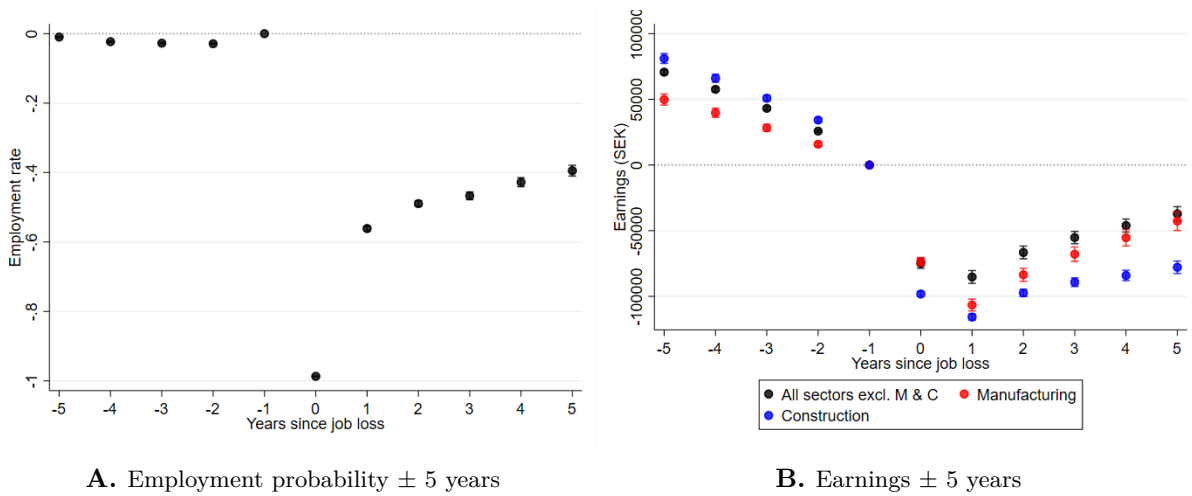 0
-.2
-.4
-.6
-.8
-1
Employment rate
-5 -4 -3 -2 -1 0 1 2 3 4 5
Years since job loss
A. Employment probability ± 5 years
100000
50000
0
-50000
-100000
Earnings (SEK)
-5 -4 -3 -2 -1 0 1 2 3 4 5
Years since job loss
All sectors excl. M & C Manufacturing
Construction
B. Earnings ± 5 years